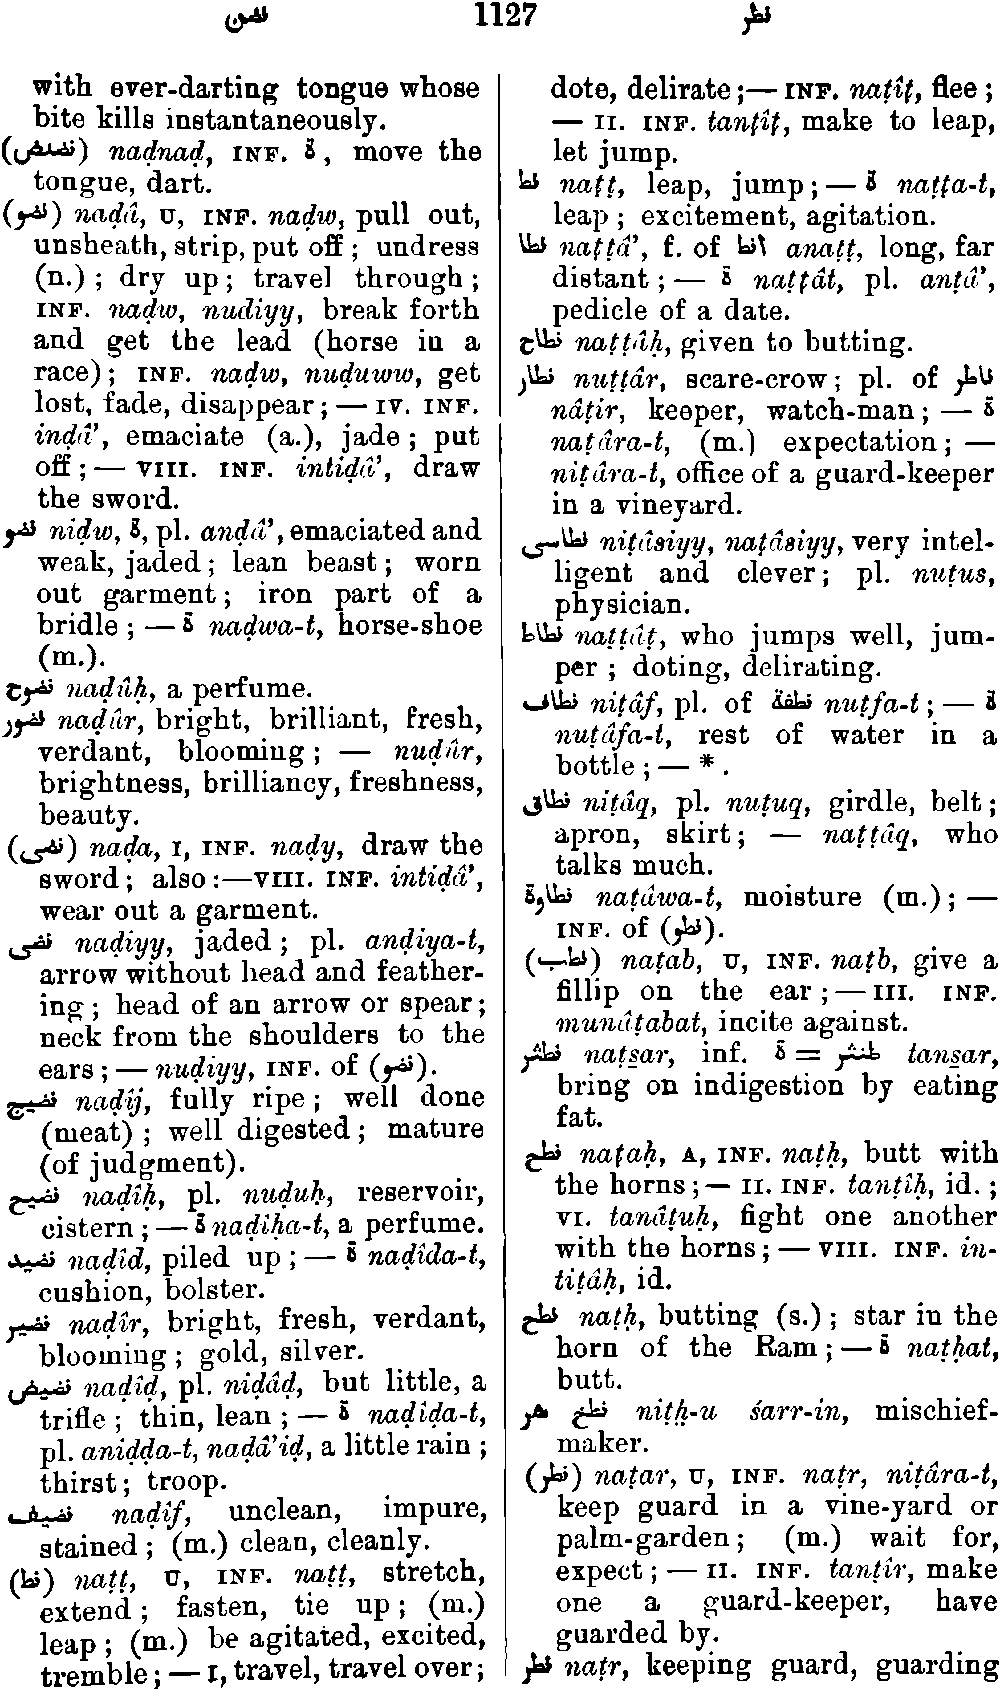 نضن 1127 نطر
with ever-darting tongue whose
bite kills instantaneously.
(نضنض) naḍnaḍ, INF. ة, move the
tongue, dart.
(نضو) naḍâ, U, INF. naḍw, pull out,
unsheath, strip, put off ; undress
(n.) ; dry up ; travel through ;
INF. naḍw, nudiyy, break forth
and get the lead (horse in a
race) ; INF. naḍw, nuḍuww, get
lost, fade, disappear ; — IV. INF.
inḍâ’, emaciate (a.), jade ; put
off ; — VIII. INF. intiḍâ’, draw
the sword.
نضو niḍw, ة, pl. anḍâ’, emaciated and
weak, jaded ; lean beast ; worn
out garment ; iron part of a
bridle ; — ة naḍwa-t, horse-shoe
(m.).
نضوح naḍûḥ, a perfume.
نضور naḍûr, bright, brilliant, fresh,
verdant, blooming ; — nuḍûr,
brightness, brilliancy, freshness,
beauty.
(نضى) naḍa, I, INF. naḍy, draw the
sword ; also :—VIII. INF. intiḍâ’,
wear out a garment.
نضى naḍiyy, jaded ; pl. anḍiya-t,
arrow without head and feather-
ing ; head of an arrow or spear ;
neck from the shoulders to the
ears ; — nuḍiyy, INF. of (نضو).
نضيج naḍîj, fully ripe ; well done
(meat) ; well digested ; mature
(of judgment).
نضيح naḍîḥ, pl. nuḍuḥ, reservoir,
cistern ; — ة naḍiḥa-t, a perfume.
نضيد naḍîd, piled up ; — ة naḍîda-t,
cushion, bolster.
نضير naḍîr, bright, fresh, verdant,
blooming ; gold, silver.
نضيض naḍîḍ, pl. niḍâḍ, but little, a
trifle ; thin, lean ; — ة naḍîḍa-t,
pl. aniḍḍa-t, naḍâ’iḍ, a little rain ;
thirst ; troop.
نضيف naḍîf, unclean, impure,
stained ; (m.) clean, cleanly.
(نط) naṭṭ, U, INF. naṭṭ, stretch,
extend ; fasten, tie up ; (m.)
leap ; (m.) be agitated, excited,
tremble ; — I, travel, travel over ;
dote, delirate ;— INF. naṭîṭ, flee ;
— II. INF. tanṭîṭ, make to leap,
let jump.
نط naṭṭ, leap, jump ; — ة naṭṭa-t,
leap ; excitement, agitation.
نطا naṭṭâ’, f. of انط anaṭṭ, long, far
distant ; — ة naṭṭât, pl. anṭâ’,
pedicle of a date.
نطاح naṭṭâḥ, given to butting.
نطار nuṭṭâr, scare-crow ; pl. of ناطر
nâṭir, keeper, watch-man ; — ة
naṭâra-t, (m.) expectation ; —
niṭâra-t, office of a guard-keeper
in a vineyard.
نطاسى niṭâsiyy, naṭâsiyy, very intel-
ligent and clever ; pl. nuṭus,
physician.
نطاط naṭṭâṭ, who jumps well, jum-
per ; doting, delirating.
نطاف niṭâf, pl. of نطفة nuṭfa-t ; — ة
nuṭâfa-t, rest of water in a
bottle ; — * .
نطاق niṭâq, pl. nuṭuq, girdle, belt ;
apron, skirt ; — naṭṭâq, who
talks much.
نطاوة naṭâwa-t, moisture (m.) ; —
INF. of (نطو).
(نطب) naṭab, U, INF. naṭb, give a
fillip on the ear ; — III. INF.
munâṭabat, incite against.
نطثر naṭs̱ar, inf. ة = طنثر ṭans̱ar,
bring on indigestion by eating
fat.
نطح naṭaḥ, A, INF. naṭḥ, butt with
the horns ;— II. INF. tanṭîḥ, id. ;
VI. tanâṭuḥ, fight one another
with the horns ; — VIII. INF. in-
tiṭâḥ, id.
نطح naṭḥ, butting (s.) ; star in the
horn of the Ram ; — ة naṭḥat,
butt.
نطح شر niṭḥ-u śarr-in, mischief-
maker.
(نطر) naṭar, U, INF. naṭr, niṭâra-t,
keep guard in a vine-yard or
palm-garden ; (m.) wait for,
expect ; — II. INF. tanṭîr, make
one a guard-keeper, have
guarded by.
نطر naṭr, keeping guard, guarding